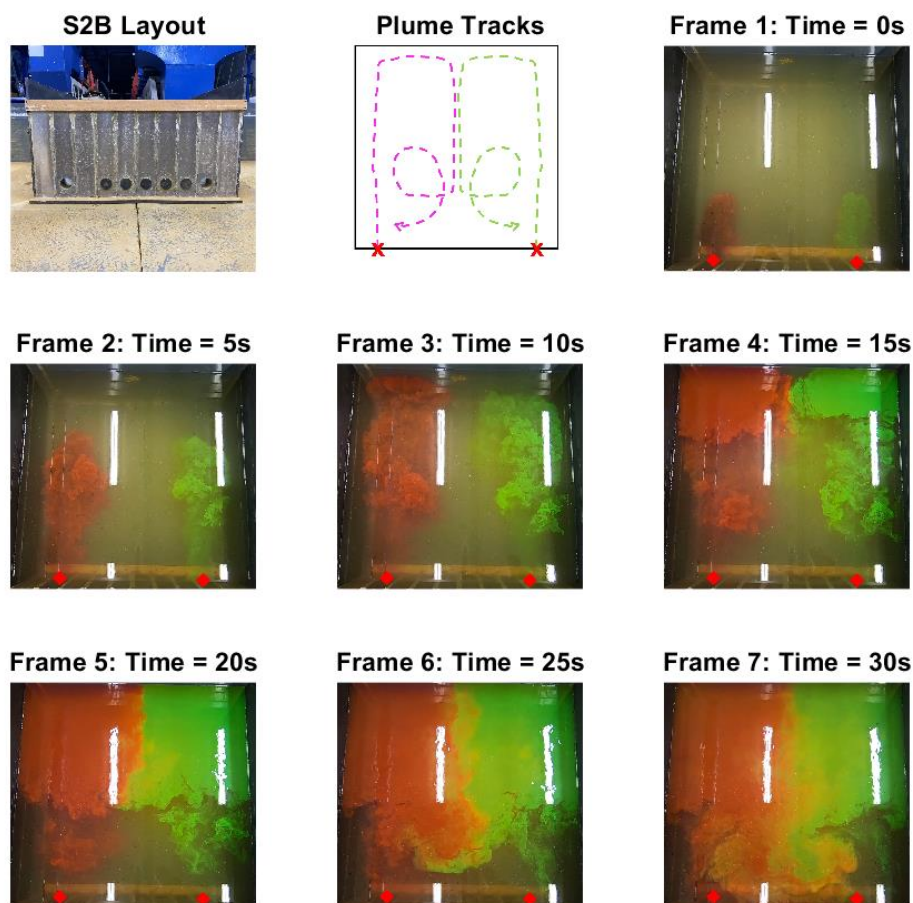 S2B Layout
Plume Tracks
Frame 1: Time = 0s
X
X
Frame 2: Time = 5s
Frame 3: Time = 10s
Frame 4: Time = 15s
Frame 5: Time = 20s
Frame 6: Time = 25s
Frame 7: Time = 30s